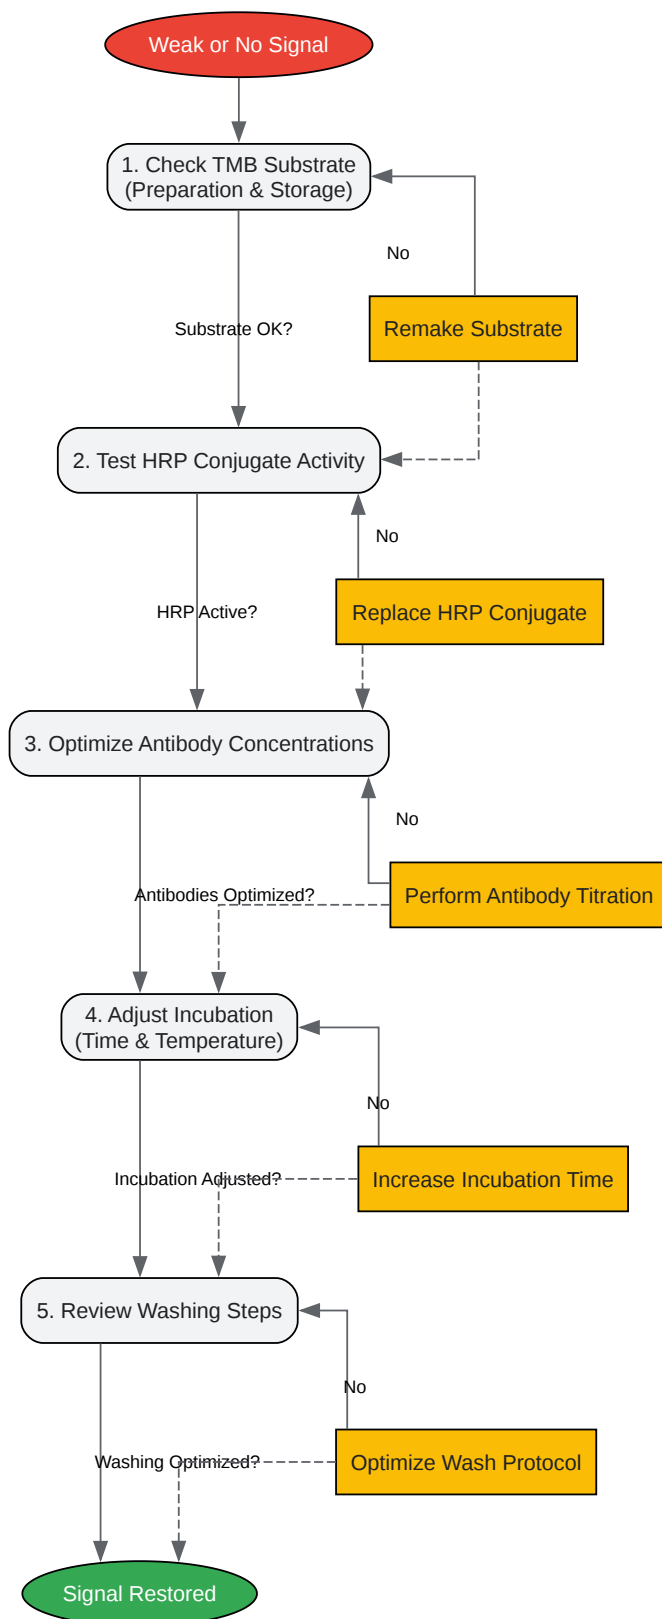 Weak or No Signal
1. Check TMB Substrate
(Preparation & Storage)
No
Substrate OK?
Remake Substrate
2. Test HRP Conjugate Activity
No
HRP Active?
Replace HRP Conjugate
3. Optimize Antibody Concentrations
No
Antibodies Optimized?
Perform Antibody Titration
4. Adjust Incubation
(Time & Temperature)
No
Incubation Adjusted?
Increase Incubation Time
5. Review Washing Steps
No
Washing Optimized?
Optimize Wash Protocol
Signal Restored